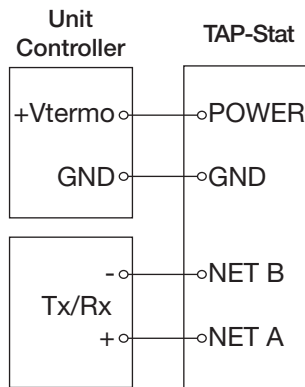 Unit
Controller
TAP-Stat
+Vtermo
POWER
GND
GND
-
NET B
Tx/Rx
+
NET A